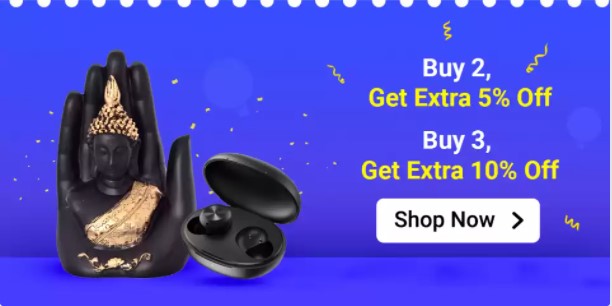 Buy 2,
Get Extra 5% Off
Buy 3,
Get Extra 10% Off
Shop Now